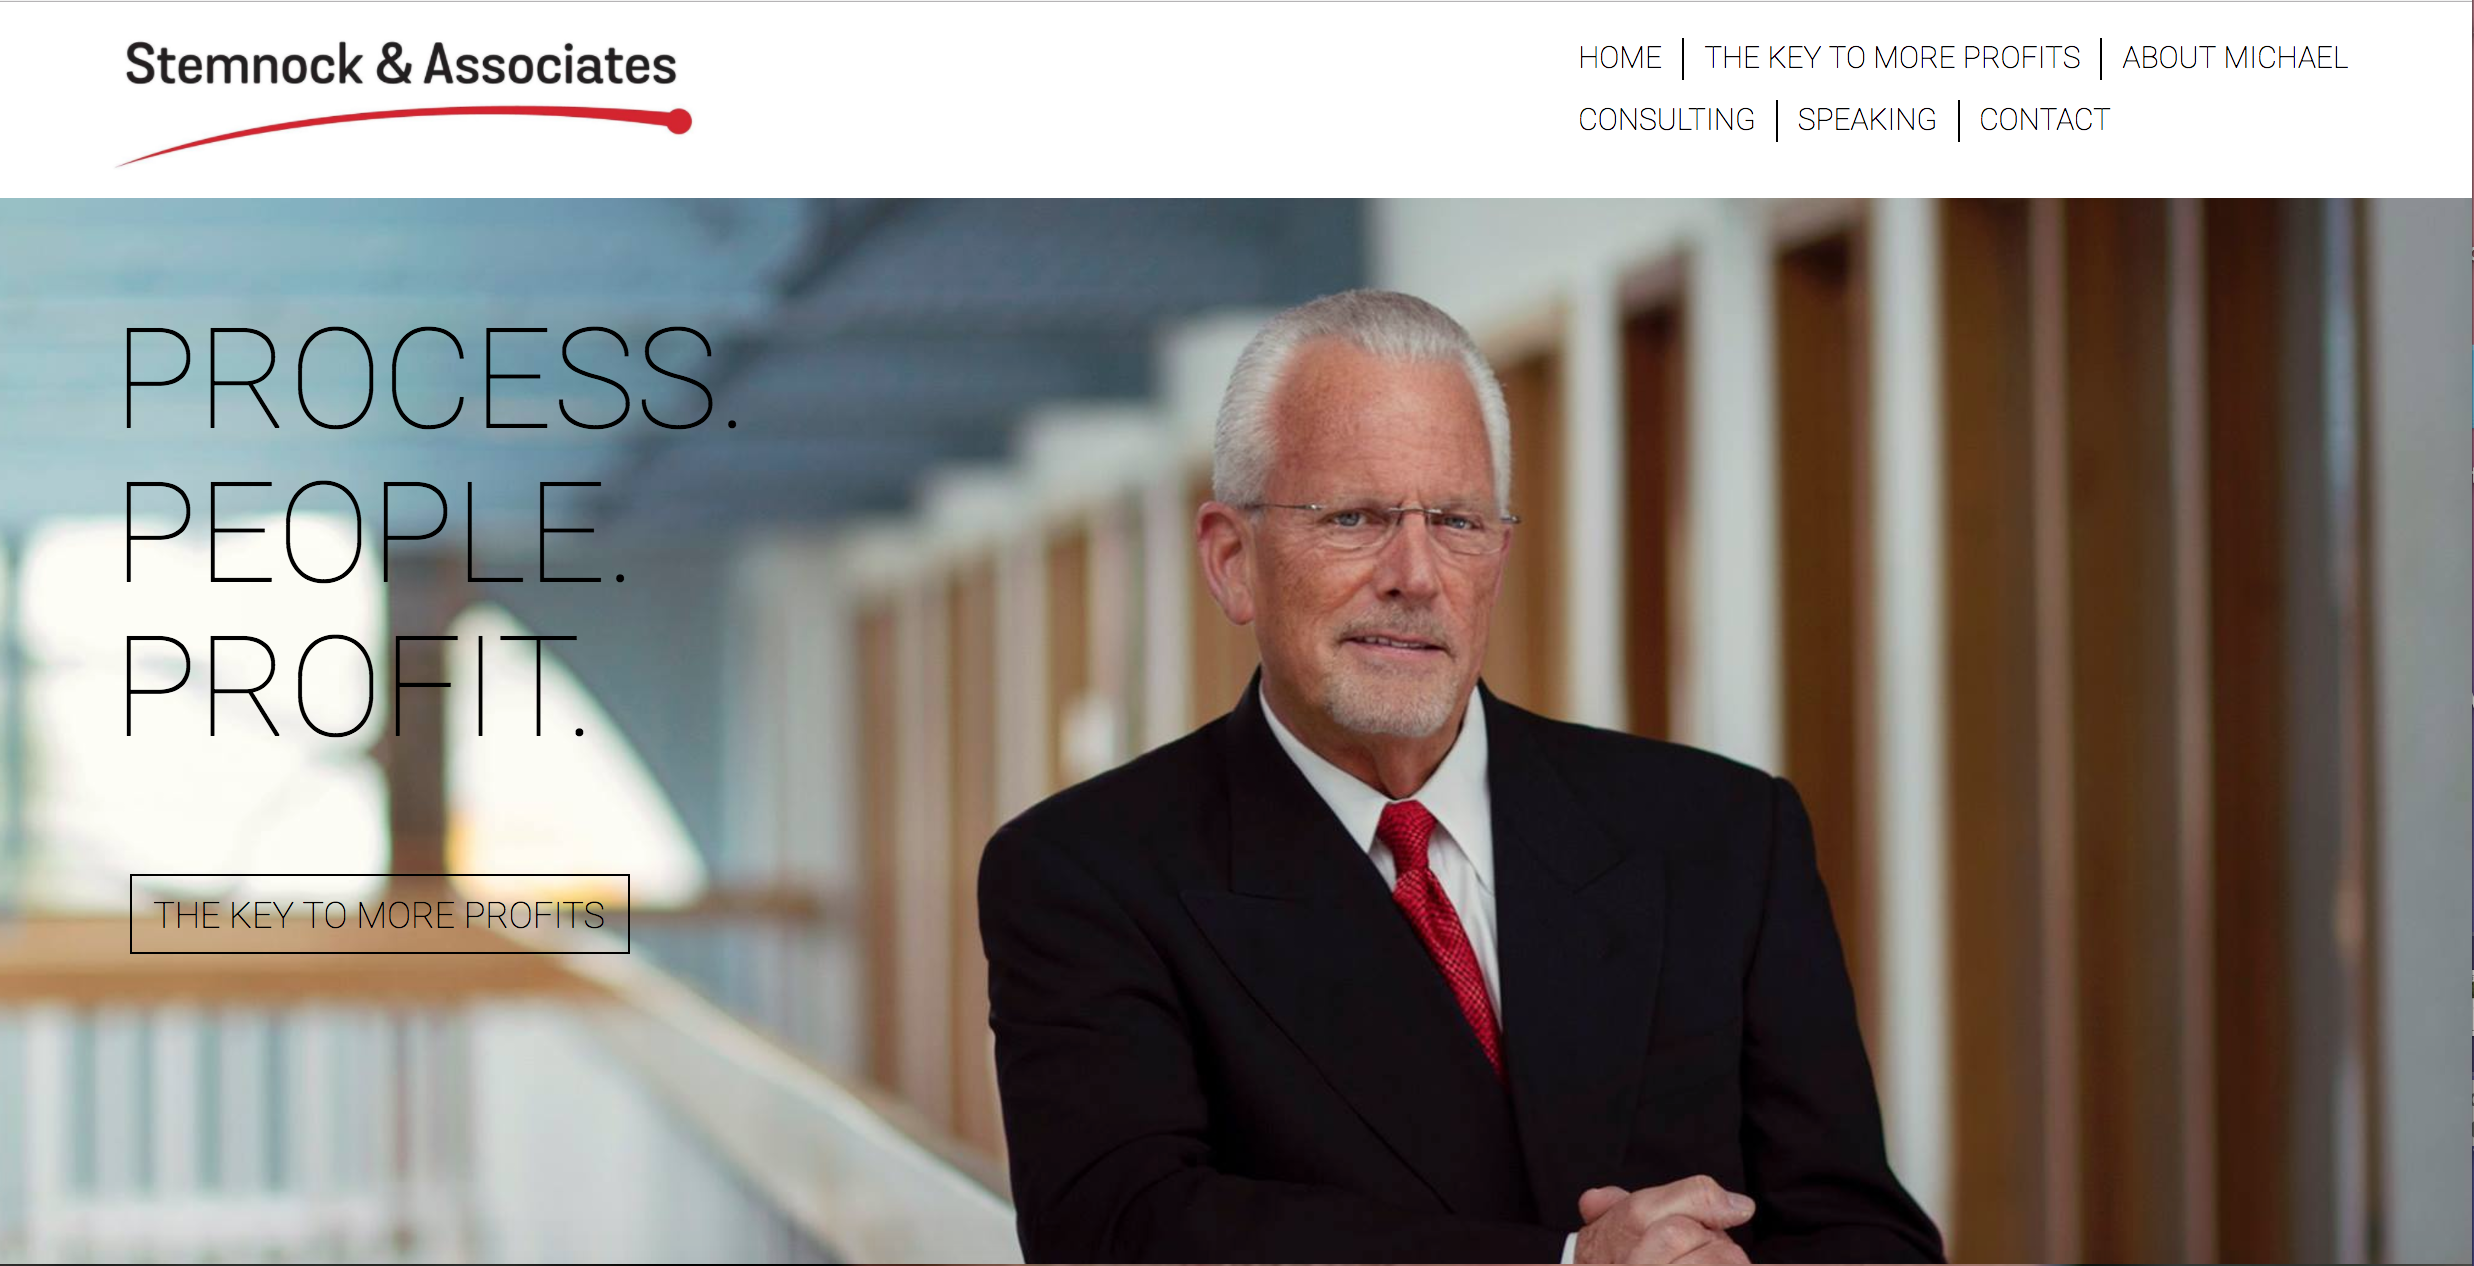 Stemnock & Associates
HOME | THE KEY TO MORE PROFITS | ABOUT MICHAEL
CONSULTING | SPEAKING | CONTACT
PROCESS.
PEOPLE.
PROFIT.
THE KEY TO MORE PROFITS